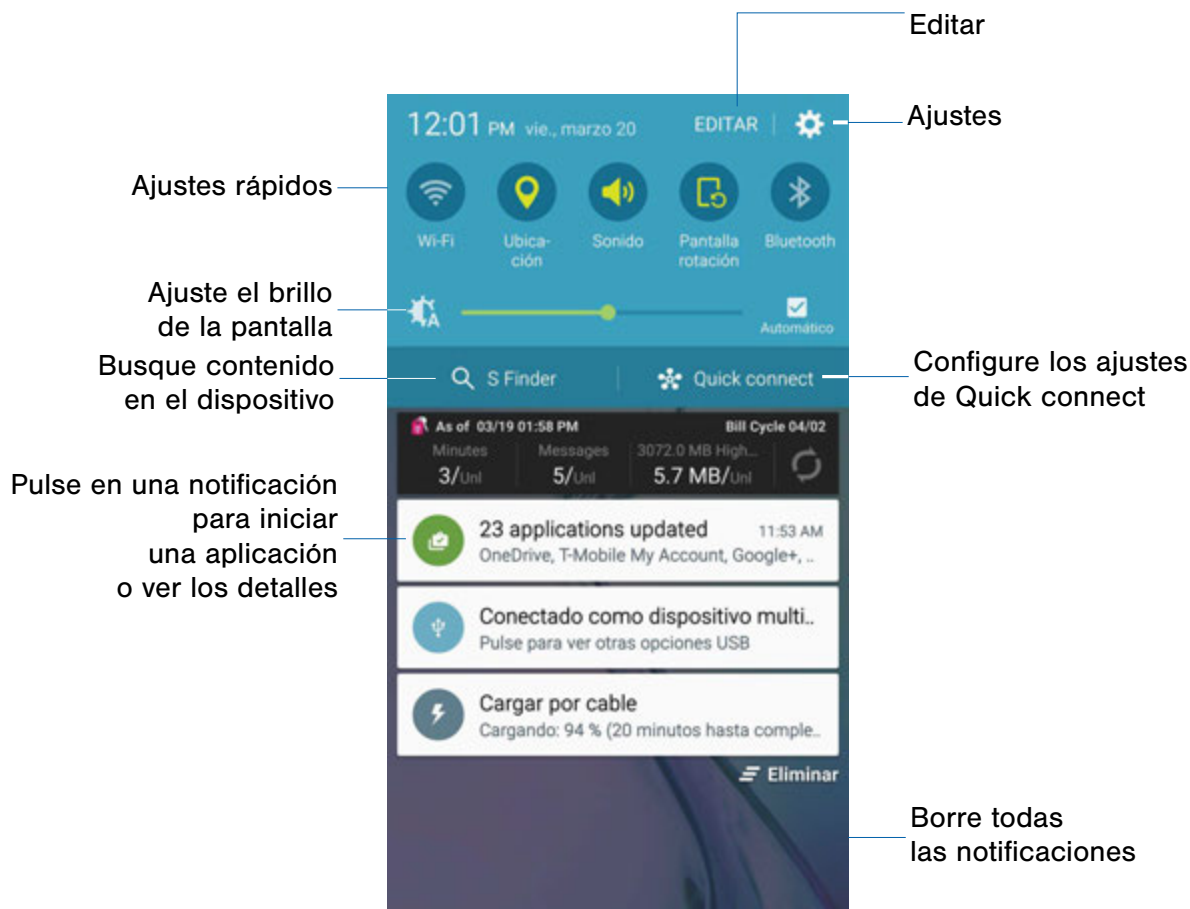 Editar
12:01 PM vie., marzo 20 EDITAR
Ajustes
Ajustes rápidos
Wi-Fi Ubica-
ción Sonido Pantalla
rotación Bluetooth
Ajuste el brillo
de la pantalla
A
Automático
Busque contenido
en el dispositivo
S Finder Quick connect
Configure los ajustes
de Quick connect
As of 03/19 01:58 PM Bill Cycle 04/02
Minutes Messages 3072.0 MB High...
3/Unl 5/Unl 5.7 MB/Unl
Pulse en una notificación
para iniciar
una aplicación
o ver los detalles
23 applications updated 11:53 AM
OneDrive, T-Mobile My Account, Google+, ..
Conectado como dispositivo multi..
Pulse para ver otras opciones USB
Cargar por cable
Cargando: 94 % (20 minutos hasta comple..
Eliminar
Borre todas
las notificaciones